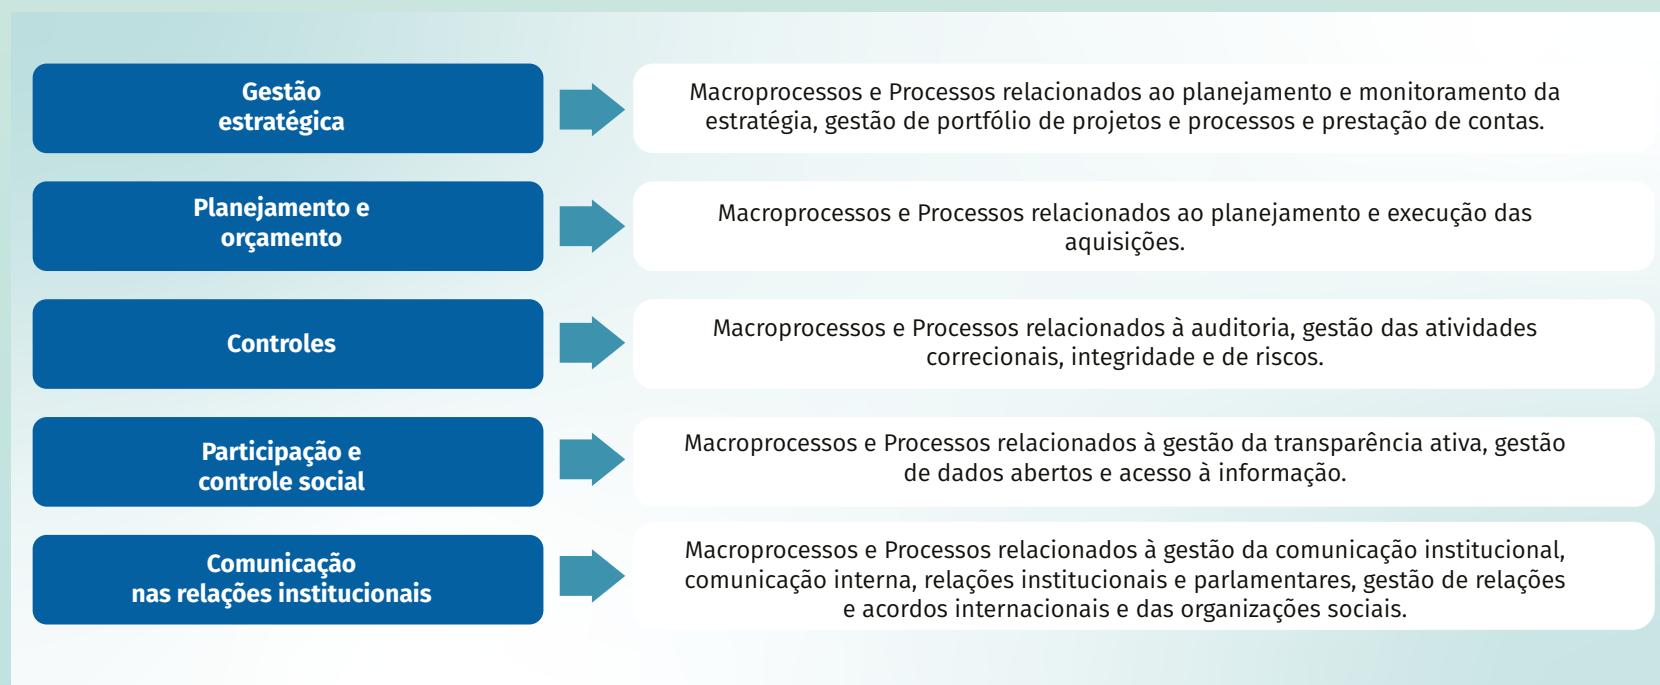 Gestão
estratégica
Macroprocessos e Processos relacionados ao planejamento e monitoramento da
estratégia, gestão de portfólio de projetos e processos e prestação de contas.
Planejamento e
orçamento
Macroprocessos e Processos relacionados ao planejamento e execução das
aquisições.
Controles
Macroprocessos e Processos relacionados à auditoria, gestão das atividades
correcionais, integridade e de riscos.
Participação e
controle social
Macroprocessos e Processos relacionados à gestão da transparência ativa, gestão
de dados abertos e acesso à informação.
Comunicação
nas relações institucionais
Macroprocessos e Processos relacionados à gestão da comunicação institucional,
comunicação interna, relações institucionais e parlamentares, gestão de relações
e acordos internacionais e das organizações sociais.